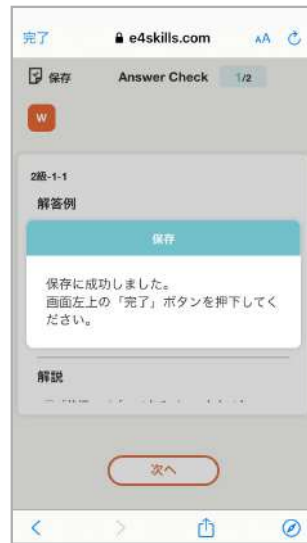 完了 e4skills.com AA
保存 Answer Check 1/2
W
2級-1-1
解答例
保存
保存に成功しました。
画面左上の「完了」ボタンを押下してく
ださい。
解説
次へ